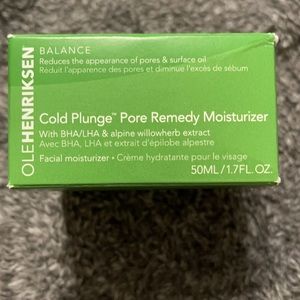 OLEHENRIKSEN
BALANCE
Reduces the appearance of pores & surface oil
Réduit l'apparence des pores et diminue l'excès de sébum
Cold Plunge™ Pore Remedy Moisturizer
With BHA/LHA & alpine willowherb extract
Avec BHA, LHA et extrait d'épilobe alpestre
Facial moisturizer • Crème hydratante pour le visage
50ML / 1.7FL. OZ.